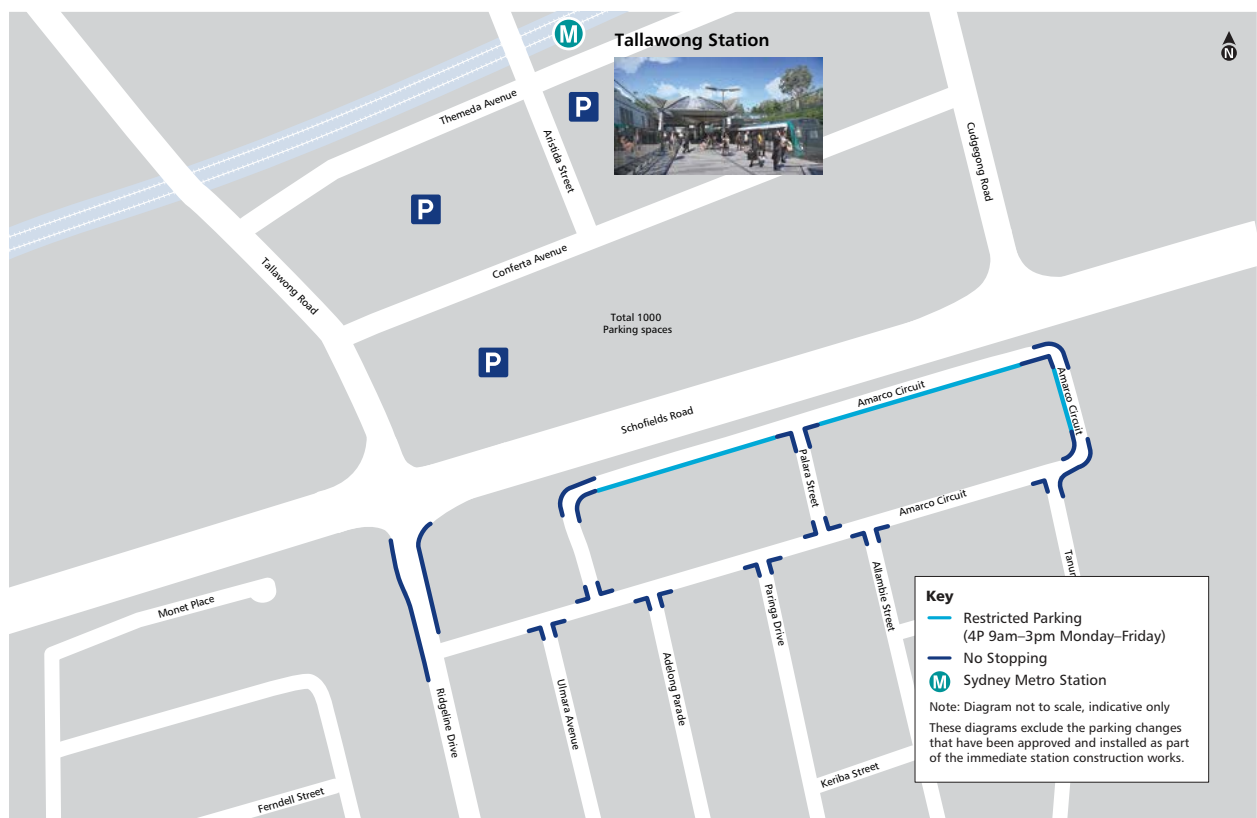 M
Tallawong Station
N
Themeda Avenue
P
Aristida Street
Cudgegong Road
P
Conferta Avenue
Tallawong Road
Total 1000
Parking spaces
P
Schofields Road
Amarco Circuit
Amarco Circuit
Palara Street
Amarco Circuit
Monet Place
Ridgeline Drive
Ulmara Avenue
Adelong Parade
Paringa Drive
Allambie Street
Keriba Street
Ferndell Street
Key
Restricted Parking
(4P 9am–3pm Monday–Friday)
No Stopping
M Sydney Metro Station
Note: Diagram not to scale, indicative only
These diagrams exclude the parking changes
that have been approved and installed as part
of the immediate station construction works.